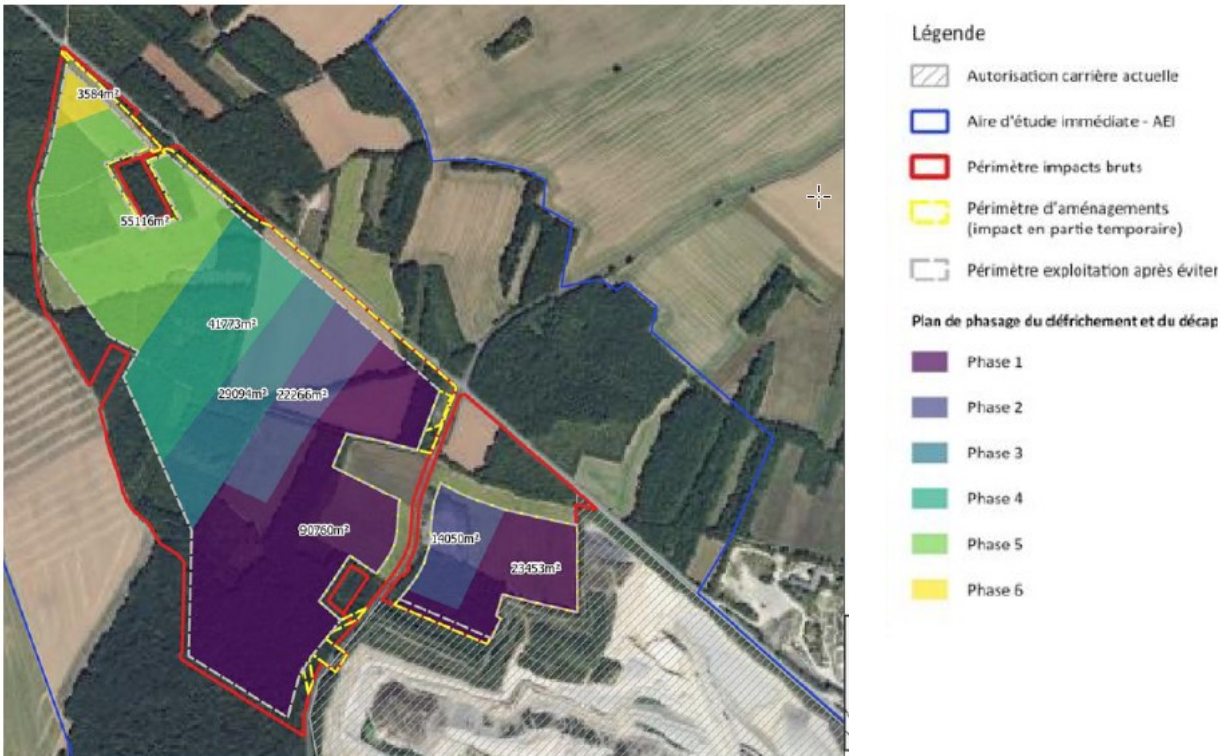 3584m²
55116m²
41773m²
29094m²
22266m²
90760m²
14050m²
23453m²
Légende
Autorisation carrière actuelle
Aire d'étude immédiate - AEI
Périmètre impacts bruts
Périmètre d'aménagements
(impact en partie temporaire)
Périmètre exploitation après éviter
Plan de phasage du défrichement et du décap
Phase 1
Phase 2
Phase 3
Phase 4
Phase 5
Phase 6